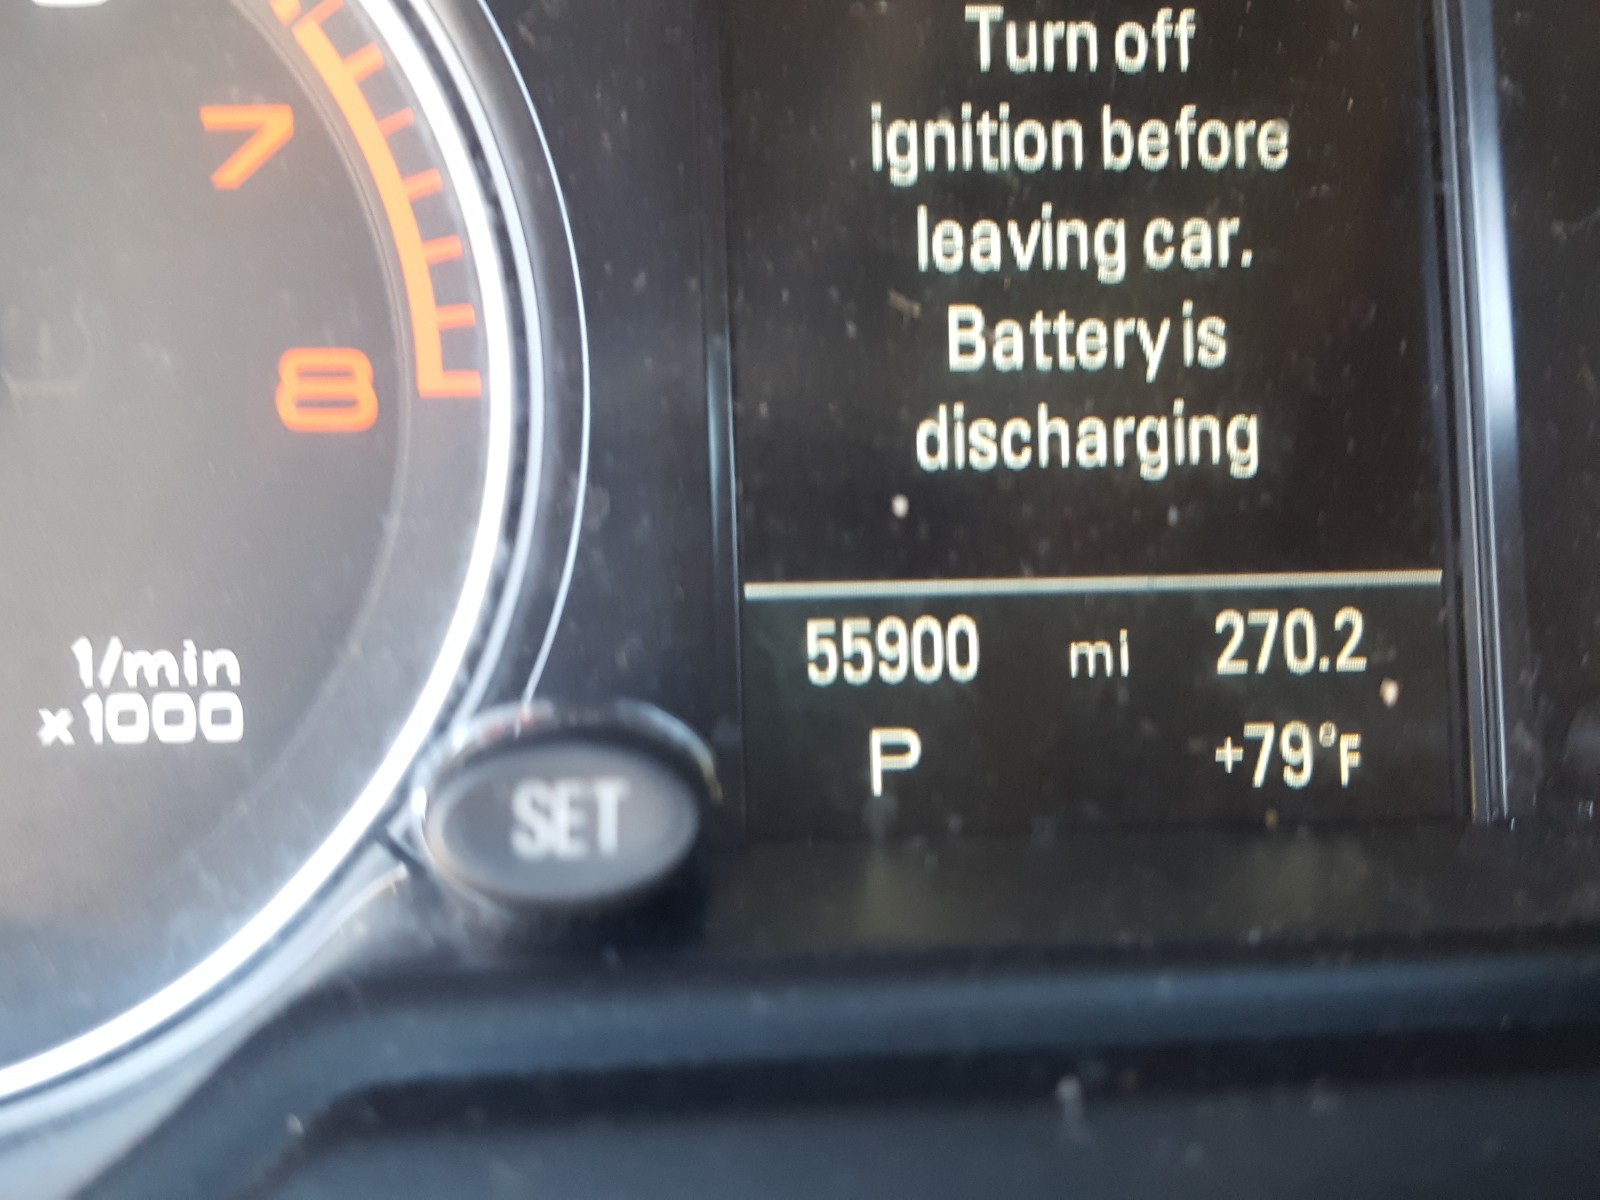 7
8
1/min
x1000
SET
Turn off
ignition before
leaving car.
Battery is
discharging
55900 mi 270.2
P +79°F